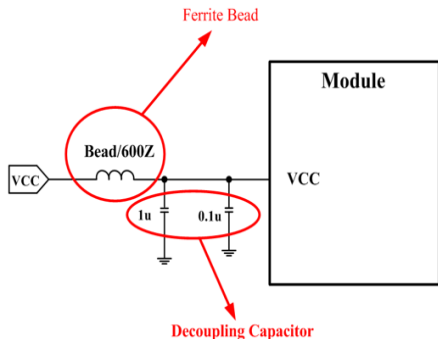 Ferrite Bead
Module
Bead/600Z
VCC
VCC
1u
0.1u
Decoupling Capacitor